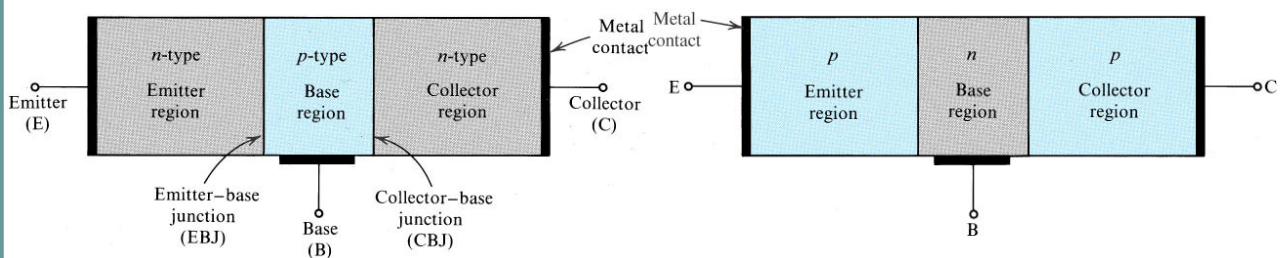 n-type
Emitter
region
p-type
Base
region
n-type
Collector
region
Metal
contact
Emitter
(E)
Collector
(C)
Emitter–base
junction
(EBJ)
Base
(B)
Collector–base
junction
(CBJ)
Metal
contact
p
Emitter
region
n
Base
region
p
Collector
region
E
C
B